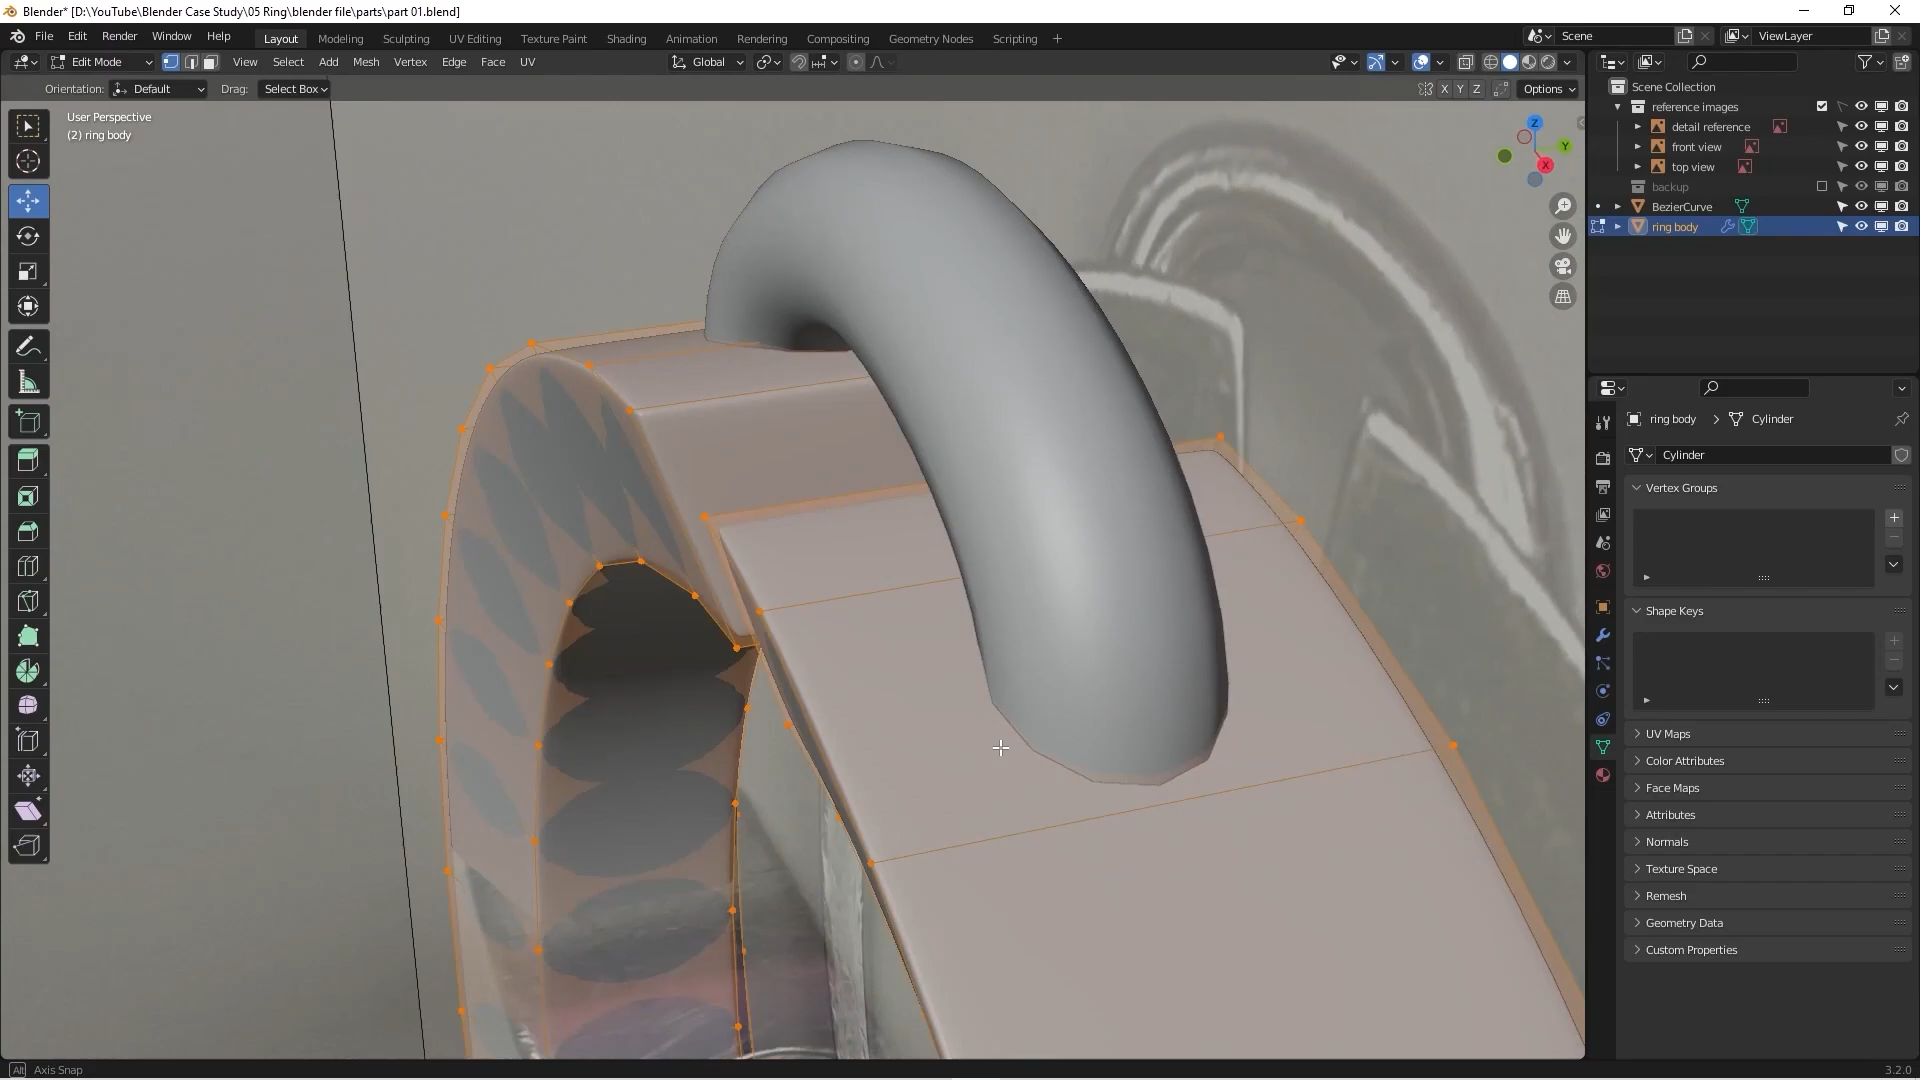 Blender* [D:\YouTube\Blender Case Study\05 Ring\blender file\parts\part 01.blend]
File Edit Render Window Help Layout Modeling Sculpting UV Editing Texture Paint Shading Animation Rendering Compositing Geometry Nodes Scripting + Scene ViewLayer
Edit Mode View Select Add Mesh Vertex Edge Face UV Global
Orientation: Default Drag: Select Box X Y Z Options
User Perspective
(2) ring body
Z
Y
X
Scene Collection
reference images
detail reference
front view
top view
backup
BezierCurve
ring body
ring body > Cylinder
Cylinder
Vertex Groups
Shape Keys
UV Maps
Color Attributes
Face Maps
Attributes
Normals
Texture Space
Remesh
Geometry Data
Custom Properties
Alt Axis Snap
3.2.0